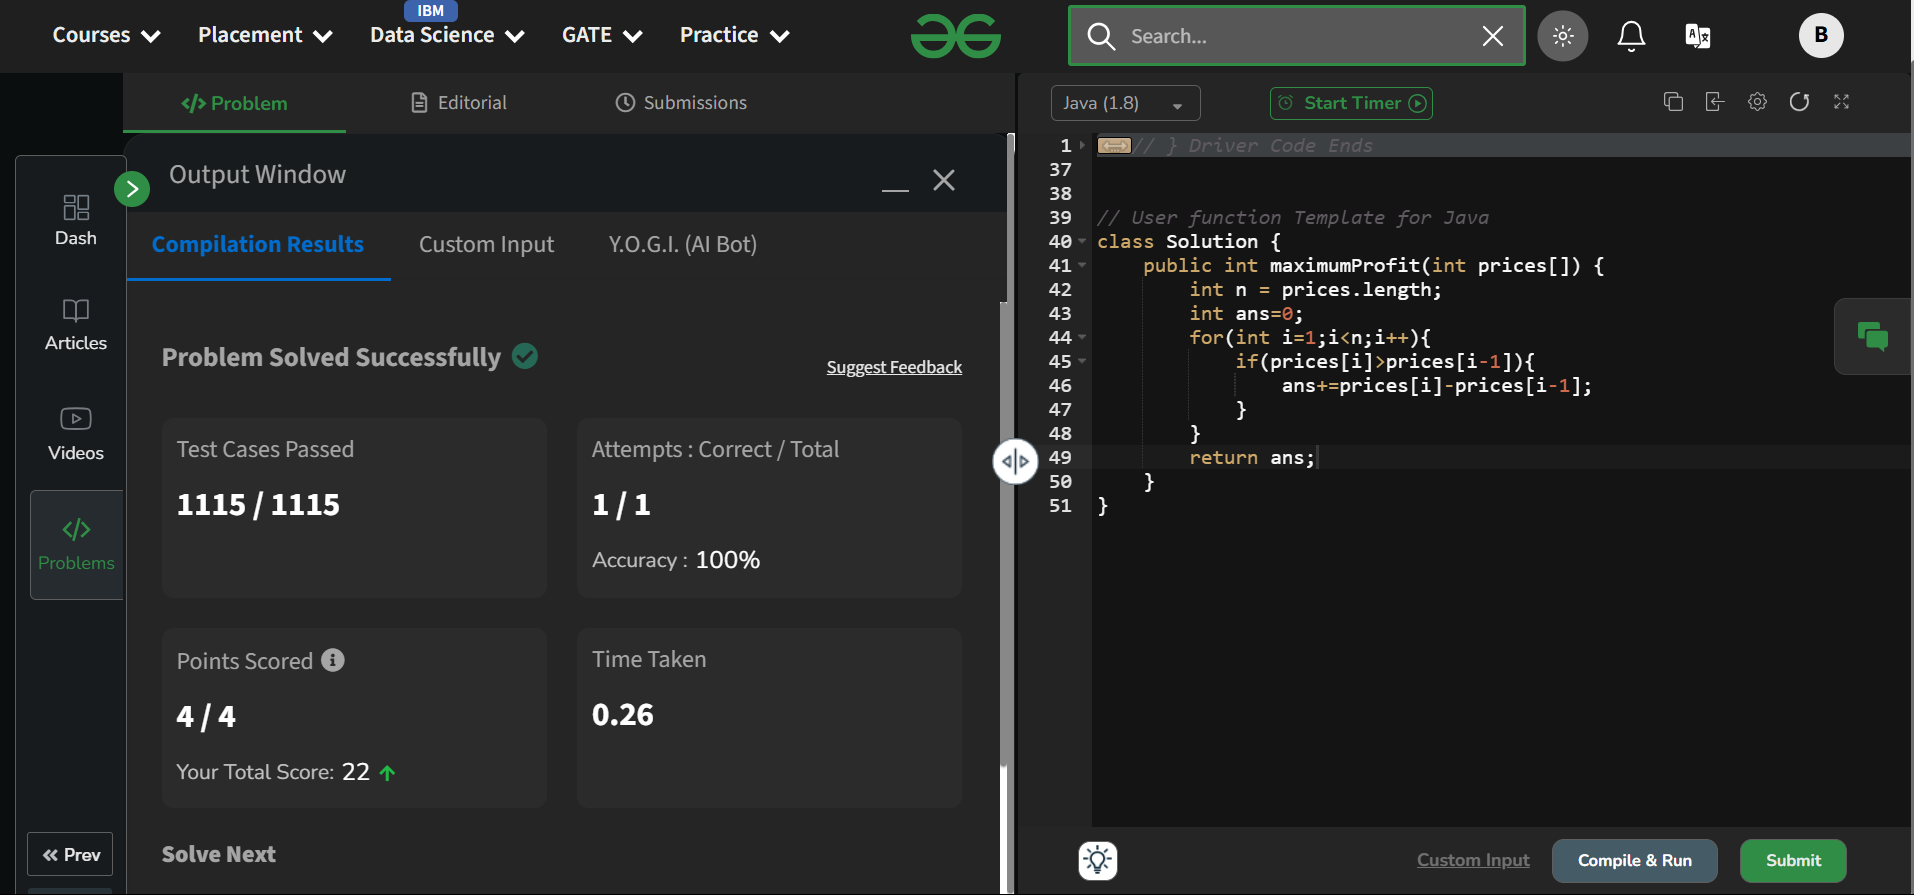 IBM
Courses Placement Data Science GATE Practice Search... B
Problem Editorial Submissions
Output Window
Compilation Results Custom Input Y.O.G.I. (AI Bot)
Dash
Articles
Videos
Problems
Prev
Problem Solved Successfully
Suggest Feedback
Test Cases Passed
1115 / 1115
Attempts : Correct / Total
1 / 1
Accuracy : 100%
Points Scored
4 / 4
Your Total Score: 22
Time Taken
0.26
Solve Next
Java (1.8) Start Timer
1 // } Driver Code Ends
37
38
39 // User function Template for Java
40 class Solution {
41 public int maximumProfit(int prices[]) {
42 int n = prices.length;
43 int ans=0;
44 for(int i=1;i<n;i++){
45 if(prices[i]>prices[i-1]){
46 ans+=prices[i]-prices[i-1];
47 }
48 }
49 return ans;
50 }
51 }
Custom Input Compile & Run Submit